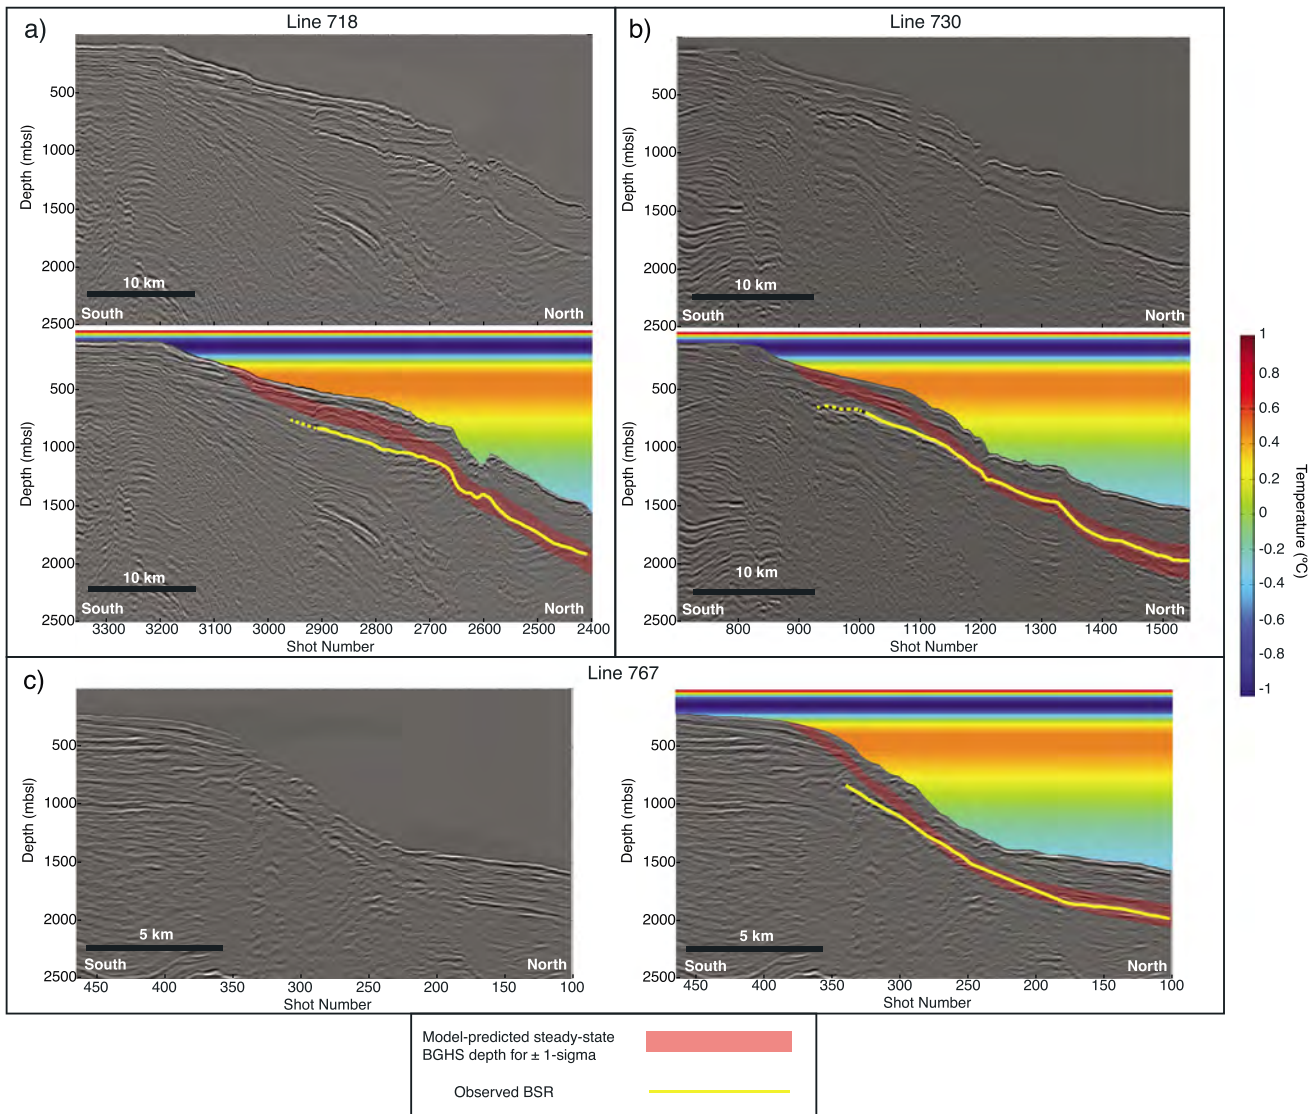 a)
Line 718
Depth (mbsl)
500
1000
1500
2000
2500
10 km
South
North
Depth (mbsl)
500
1000
1500
2000
2500
10 km
South
North
3300 3200 3100 3000 2900 2800 2700 2600 2500 2400
Shot Number
b)
Line 730
Depth (mbsl)
500
1000
1500
2000
2500
10 km
South
North
Depth (mbsl)
500
1000
1500
2000
2500
10 km
South
North
800 900 1000 1100 1200 1300 1400 1500
Shot Number
1
0.8
0.6
0.4
0.2
0
-0.2
-0.4
-0.6
-0.8
-1
Temperature (°C)
c)
Line 767
Depth (mbsl)
500
1000
1500
2000
2500
5 km
South
North
450 400 350 300 250 200 150 100
Shot Number
Depth (mbsl)
500
1000
1500
2000
2500
5 km
South
North
450 400 350 300 250 200 150 100
Shot Number
Model-predicted steady-state
BGHS depth for ± 1-sigma
Observed BSR